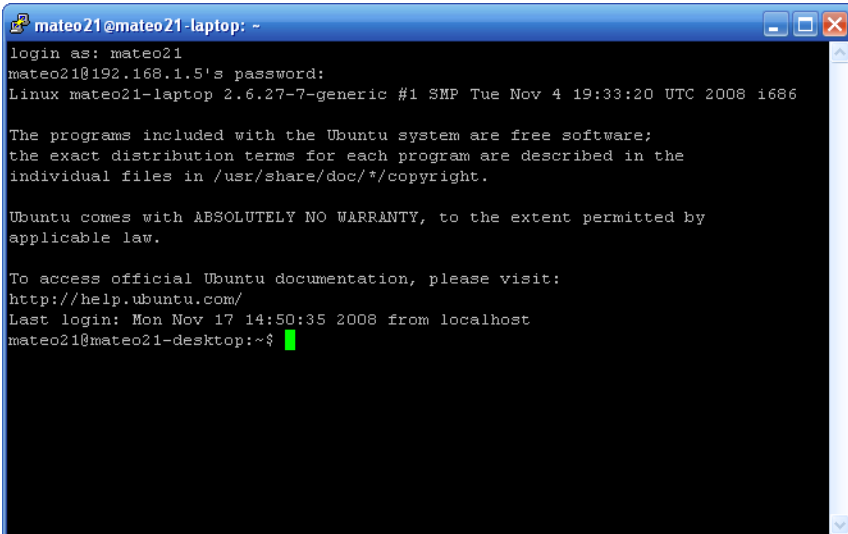 mateo21@mateo21-laptop: ~
login as: mateo21
mateo21@192.168.1.5's password:
Linux mateo21-laptop 2.6.27-7-generic #1 SMP Tue Nov 4 19:33:20 UTC 2008 i686
The programs included with the Ubuntu system are free software;
the exact distribution terms for each program are described in the
individual files in /usr/share/doc/*/copyright.
Ubuntu comes with ABSOLUTELY NO WARRANTY, to the extent permitted by
applicable law.
To access official Ubuntu documentation, please visit:
http://help.ubuntu.com/
Last login: Mon Nov 17 14:50:35 2008 from localhost
mateo21@mateo21-desktop:~$